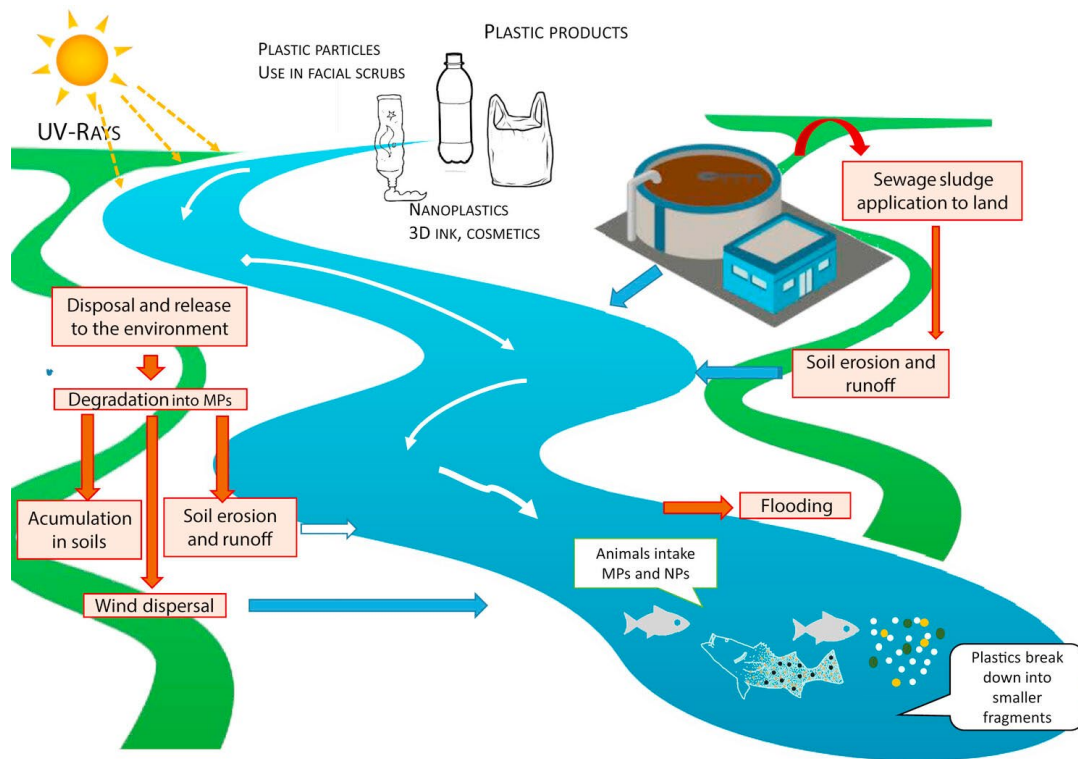 PLASTIC PRODUCTS
PLASTIC PARTICLES
USE IN FACIAL SCRUBS
UV-RAYS
NANOPLASTICS
3D INK, COSMETICS
Sewage sludge
application to land
Disposal and release
to the environment
Soil erosion and
runoff
Degradation into MPs
Acumulation
in soils
Soil erosion
and runoff
Flooding
Animals intake
MPs and NPs
Wind dispersal
Plastics break
down into
smaller
fragments